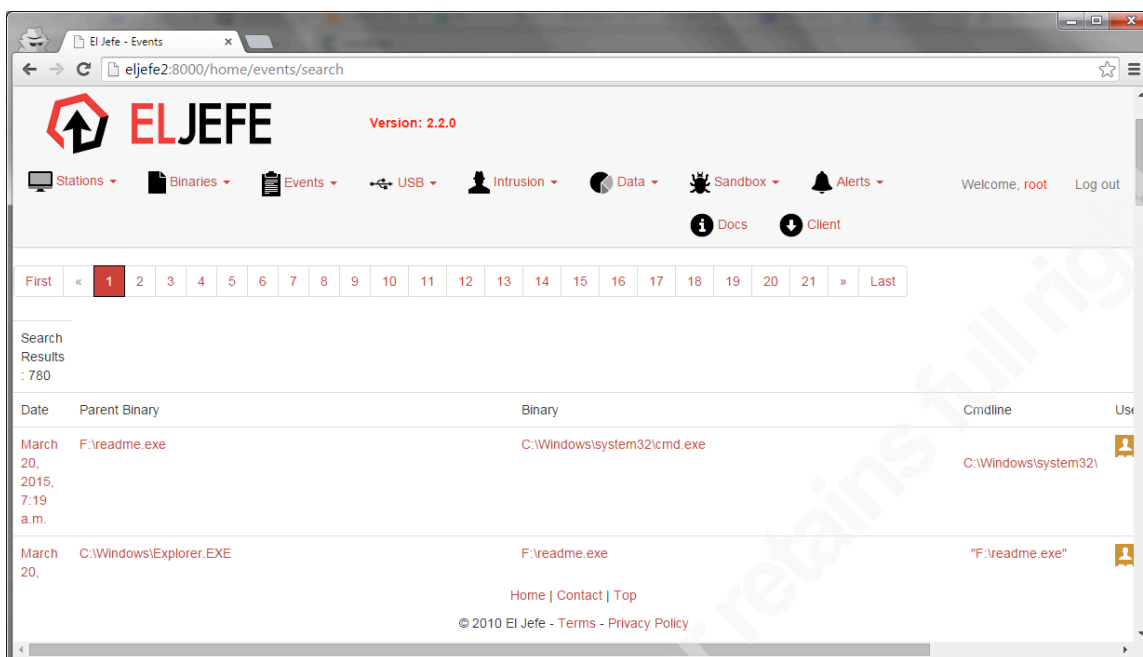 El Jefe - Events
eljefe2:8000/home/events/search
ELJEFE
Version: 2.2.0
Stations Binaries Events USB Intrusion Data Sandbox Alerts Welcome, root Log out
Docs Client
First « 1 2 3 4 5 6 7 8 9 10 11 12 13 14 15 16 17 18 19 20 21 » Last
Search
Results
: 780
Date Parent Binary Binary Cmdline Use
March F:\readme.exe C:\Windows\system32\cmd.exe
20,
C:\Windows\system32\
2015,
7:19
a.m.
March C:\Windows\Explorer.EXE F:\readme.exe "F:\readme.exe"
20,
Home | Contact | Top
© 2010 El Jefe - Terms - Privacy Policy
r retains full righ